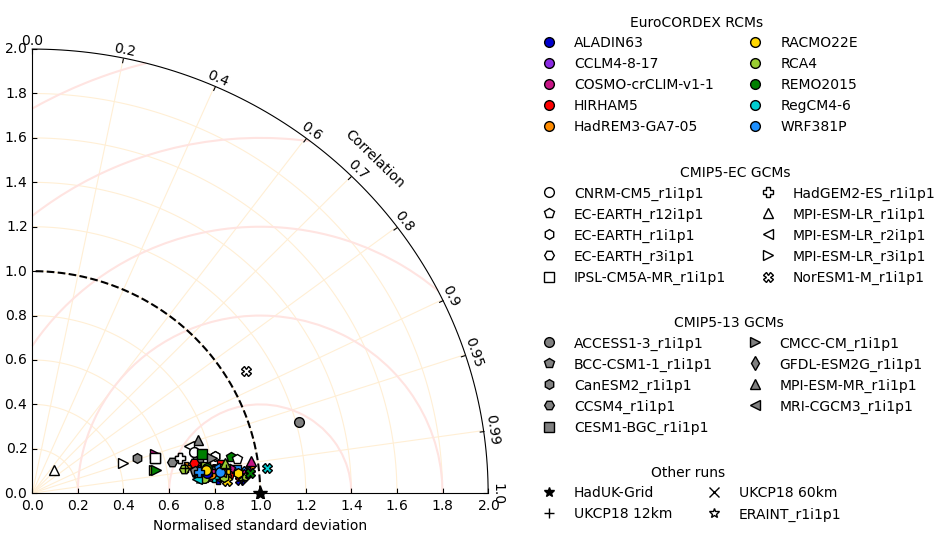 0.0
0.2
0.4
0.6
Correlation
0.7
0.8
0.9
0.95
0.99
1.0
2.0
1.8
1.6
1.4
1.2
1.0
0.8
0.6
0.4
0.2
0.0
0.0 0.2 0.4 0.6 0.8 1.0 1.2 1.4 1.6 1.8 2.0
Normalised standard deviation
EuroCORDEX RCMs
ALADIN63 RACMO22E
CCLM4-8-17 RCA4
COSMO-crCLIM-v1-1 REMO2015
HIRHAM5 RegCM4-6
HadREM3-GA7-05 WRF381P
CMIP5-EC GCMs
CNRM-CM5_r1i1p1 HadGEM2-ES_r1i1p1
EC-EARTH_r12i1p1 MPI-ESM-LR_r1i1p1
EC-EARTH_r1i1p1 MPI-ESM-LR_r2i1p1
EC-EARTH_r3i1p1 MPI-ESM-LR_r3i1p1
IPSL-CM5A-MR_r1i1p1 NorESM1-M_r1i1p1
CMIP5-13 GCMs
ACCESS1-3_r1i1p1 CMCC-CM_r1i1p1
BCC-CSM1-1_r1i1p1 GFDL-ESM2G_r1i1p1
CanESM2_r1i1p1 MPI-ESM-MR_r1i1p1
CCSM4_r1i1p1 MRI-CGCM3_r1i1p1
CESM1-BGC_r1i1p1
Other runs
HadUK-Grid UKCP18 60km
UKCP18 12km ERAINT_r1i1p1